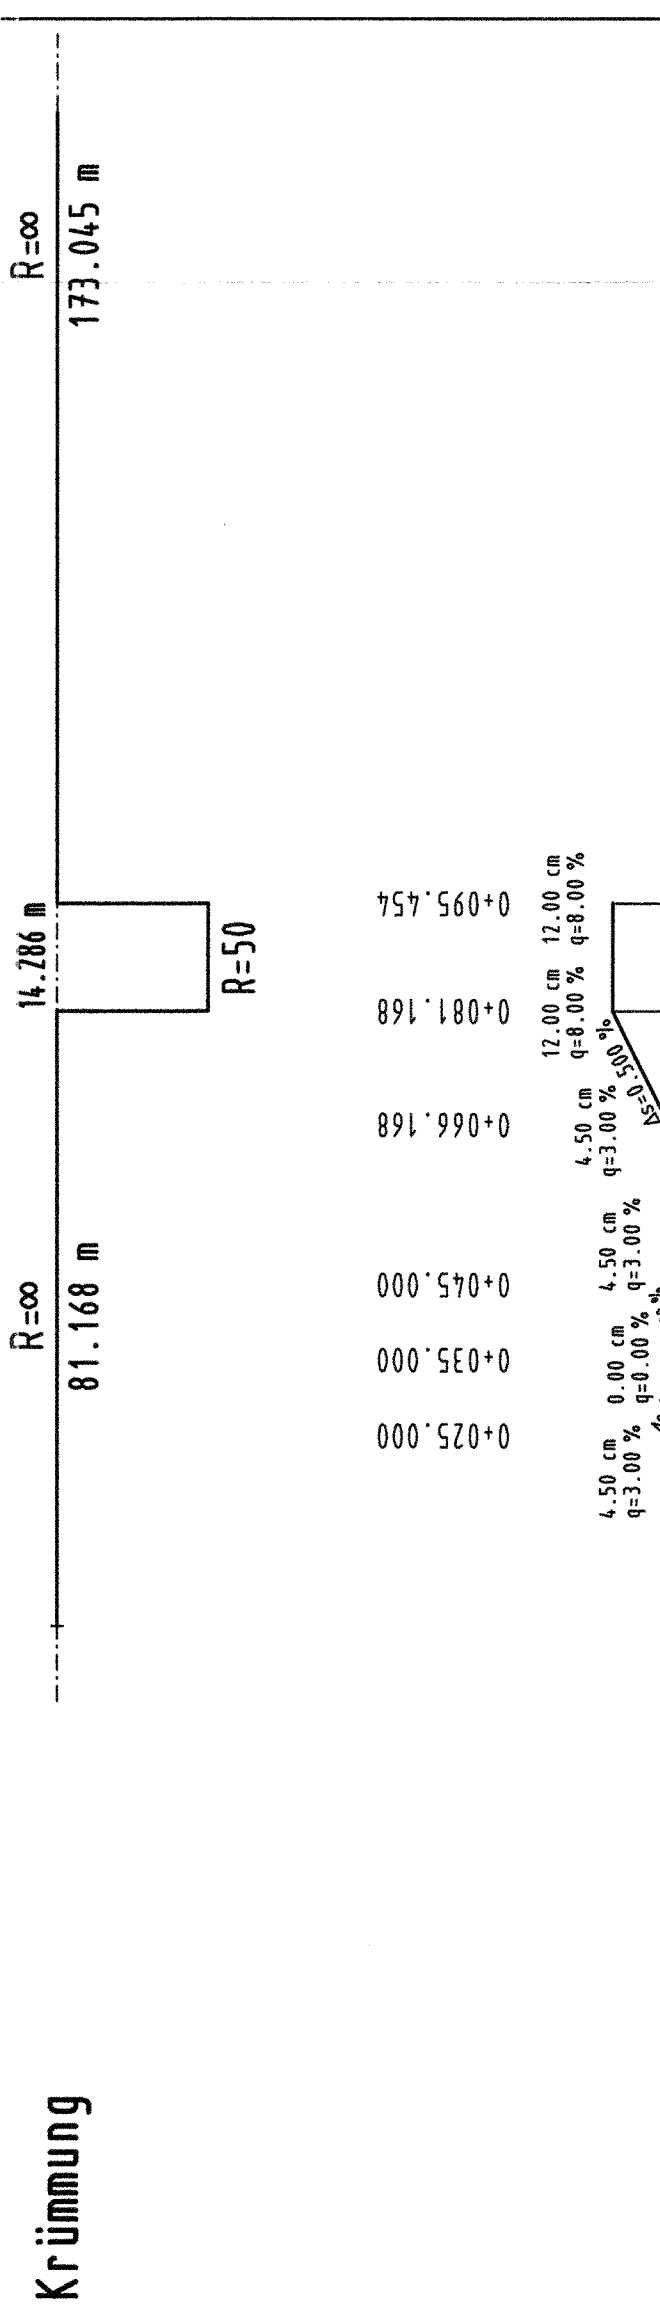 Krümmung
R=∞
81.168 m
14.286 m
R=50
R=∞
173.045 m
0+025.000
0+035.000
0+045.000
0+066.168
0+081.168
0+095.454
4.50 cm
q=3.00 %
0.00 cm
q=0.00 %
4.50 cm
q=3.00 %
4.50 cm
q=3.00 %
12.00 cm
q=8.00 %
12.00 cm
q=8.00 %
Δs=0.500 %